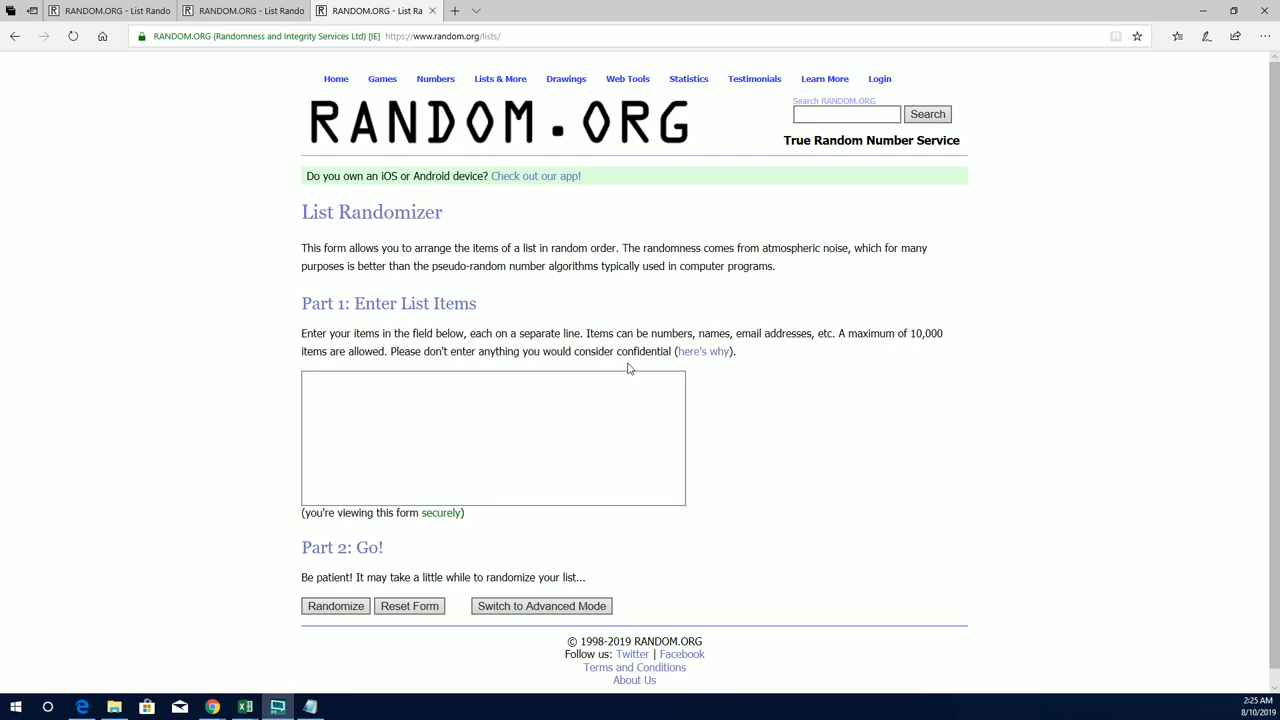 RANDOM.ORG - List Rando
RANDOM.ORG - List Rando
RANDOM.ORG - List Ra
RANDOM.ORG (Randomness and Integrity Services Ltd) [IE] https://www.random.org/lists/
Home Games Numbers Lists & More Drawings Web Tools Statistics Testimonials Learn More Login
RANDOM.ORG
Search RANDOM.ORG
Search
True Random Number Service
Do you own an iOS or Android device? Check out our app!
List Randomizer
This form allows you to arrange the items of a list in random order. The randomness comes from atmospheric noise, which for many
purposes is better than the pseudo-random number algorithms typically used in computer programs.
Part 1: Enter List Items
Enter your items in the field below, each on a separate line. Items can be numbers, names, email addresses, etc. A maximum of 10,000
items are allowed. Please don't enter anything you would consider confidential (here's why).
(you're viewing this form securely)
Part 2: Go!
Be patient! It may take a little while to randomize your list...
Randomize Reset Form Switch to Advanced Mode
© 1998-2019 RANDOM.ORG
Follow us: Twitter | Facebook
Terms and Conditions
About Us
2:25 AM
8/10/2019